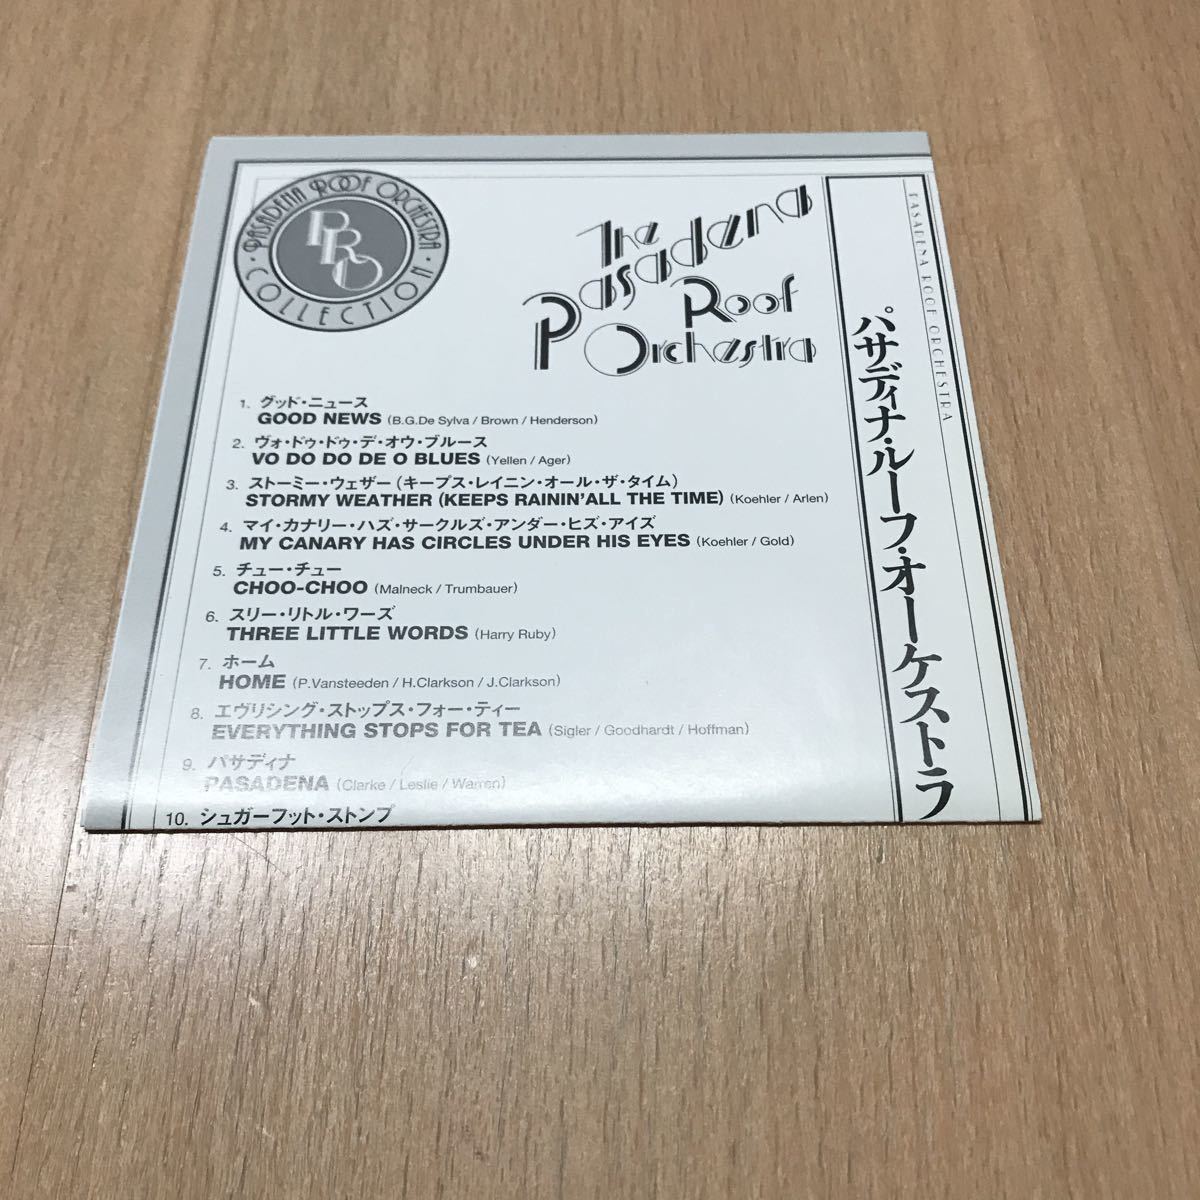 PASADENA ROOF ORCHESTRA
COLLECTION
PRO
The
Pasadena
Roof
Orchestra
1. グッド・ニュース
GOOD NEWS (B.G.De Sylva / Brown / Henderson)
2. ヴォ・ドゥ・ドゥ・デ・オウ・ブルース
VO DO DO DE O BLUES (Yellen / Ager)
3. ストーミー・ウェザー (キープス・レイニン・オール・ザ・タイム)
STORMY WEATHER (KEEPS RAININ'ALL THE TIME) (Koehler / Arlen)
4. マイ・カナリー・ハズ・サークルズ・アンダー・ヒズ・アイズ
MY CANARY HAS CIRCLES UNDER HIS EYES (Koehler / Gold)
5. チュー・チュー
CHOO-CHOO (Malneck / Trumbauer)
6. スリー・リトル・ワーズ
THREE LITTLE WORDS (Harry Ruby)
7. ホーム
HOME (P.Vansteeden / H.Clarkson / J.Clarkson)
8. エヴリシング・ストップス・フォー・ティー
EVERYTHING STOPS FOR TEA (Sigler / Goodhardt / Hoffman)
9. パサディナ
PASADENA (Clarke / Leslie / Warren)
10. シュガーフット・ストンプ
PASADENA ROOF ORCHESTRA
パサディナ・ルーフ・オーケストラ